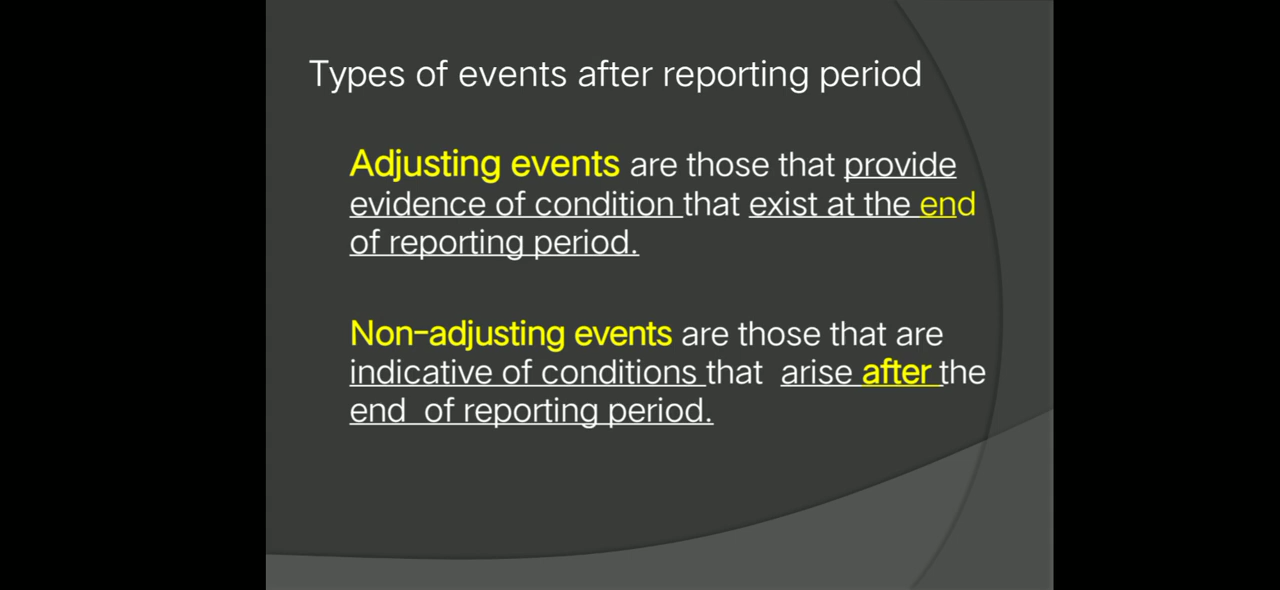 Types of events after reporting period
Adjusting events are those that provide
evidence of condition that exist at the end
of reporting period.
Non-adjusting events are those that are
indicative of conditions that arise after the
end of reporting period.